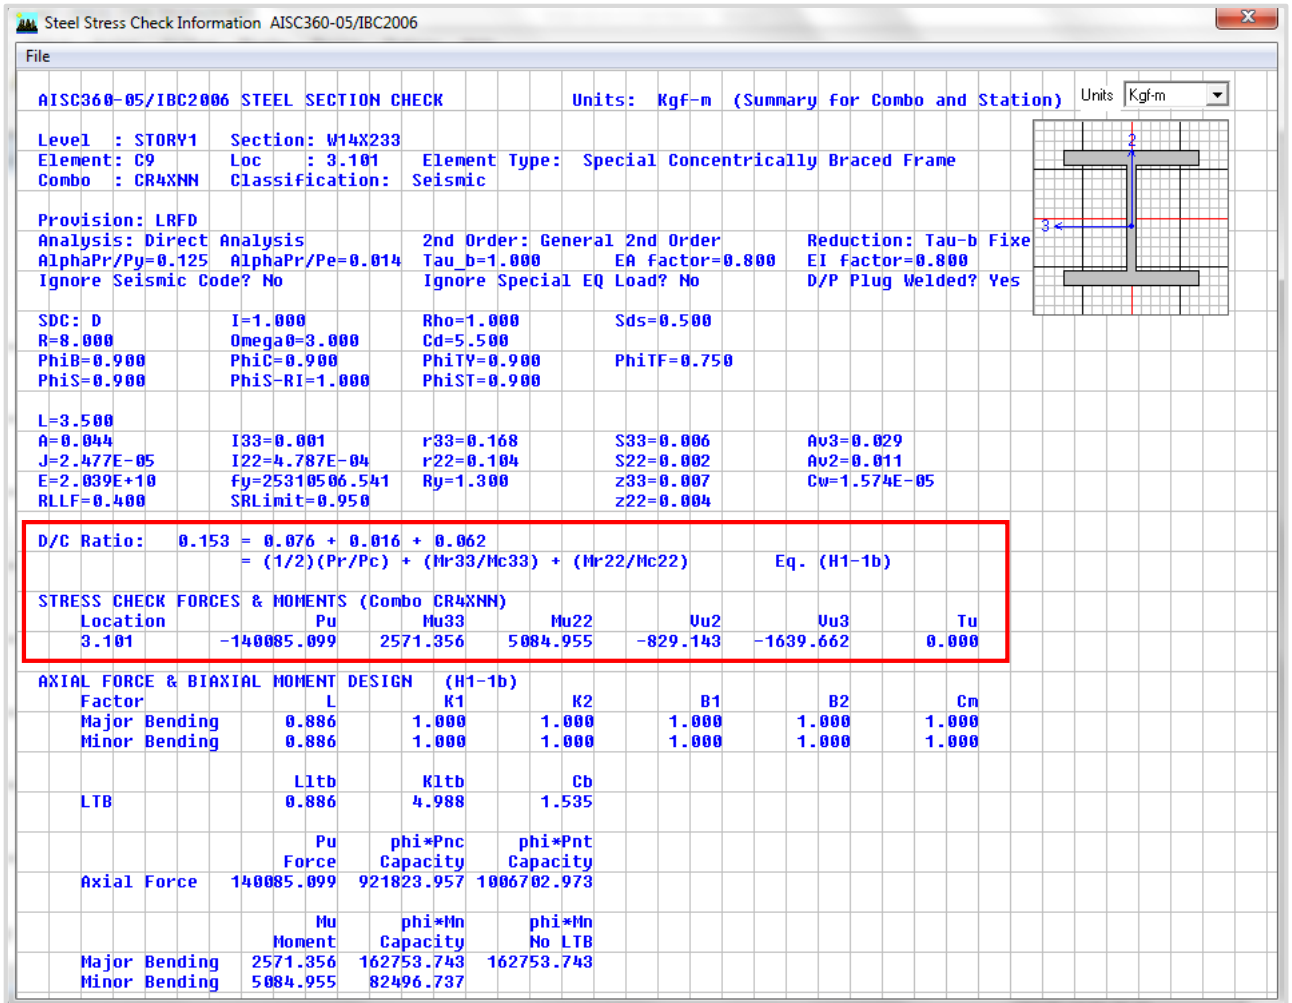 Steel Stress Check Information AISC360-05/IBC2006
x
File
AISC360-05/IBC2006 STEEL SECTION CHECK Units: Kgf-m (Summary for Combo and Station) Units Kgf-m
Level : STORY1 Section: W14X233
Element: C9 Loc : 3.101 Element Type: Special Concentrically Braced Frame
Combo : CR4XNN Classification: Seismic
2
3
Provision: LRFD
Analysis: Direct Analysis 2nd Order: General 2nd Order Reduction: Tau-b Fixe
AlphaPr/Py=0.125 AlphaPr/Pe=0.014 Tau_b=1.000 EA factor=0.800 EI factor=0.800
Ignore Seismic Code? No Ignore Special EQ Load? No D/P Plug Welded? Yes
SDC: D I=1.000 Rho=1.000 Sds=0.500
R=8.000 Omega0=3.000 Cd=5.500
PhiB=0.900 PhiC=0.900 PhiTY=0.900 PhiTF=0.750
PhiS=0.900 PhiS-RI=1.000 PhiST=0.900
L=3.500
A=0.044 I33=0.001 r33=0.168 S33=0.006 Av3=0.029
J=2.477E-05 I22=4.787E-04 r22=0.104 S22=0.002 Av2=0.011
E=2.039E+10 fy=25310506.541 Ry=1.300 z33=0.007 Cw=1.574E-05
RLLF=0.400 SRLimit=0.950 z22=0.004
D/C Ratio: 0.153 = 0.076 + 0.016 + 0.062
= (1/2)(Pr/Pc) + (Mr33/Mc33) + (Mr22/Mc22) Eq. (H1-1b)
STRESS CHECK FORCES & MOMENTS (Combo CR4XNN)
Location Pu Mu33 Mu22 Vu2 Vu3 Tu
3.101 -140085.099 2571.356 5084.955 -829.143 -1639.662 0.000
AXIAL FORCE & BIAXIAL MOMENT DESIGN (H1-1b)
Factor L K1 K2 B1 B2 Cm
Major Bending 0.886 1.000 1.000 1.000 1.000 1.000
Minor Bending 0.886 1.000 1.000 1.000 1.000 1.000
Lltb Kltb Cb
LTB 0.886 4.988 1.535
Pu phi*Pnc phi*Pnt
Force Capacity Capacity
Axial Force 140085.099 921823.957 1006702.973
Mu phi*Mn phi*Mn
Moment Capacity No LTB
Major Bending 2571.356 162753.743 162753.743
Minor Bending 5084.955 82496.737